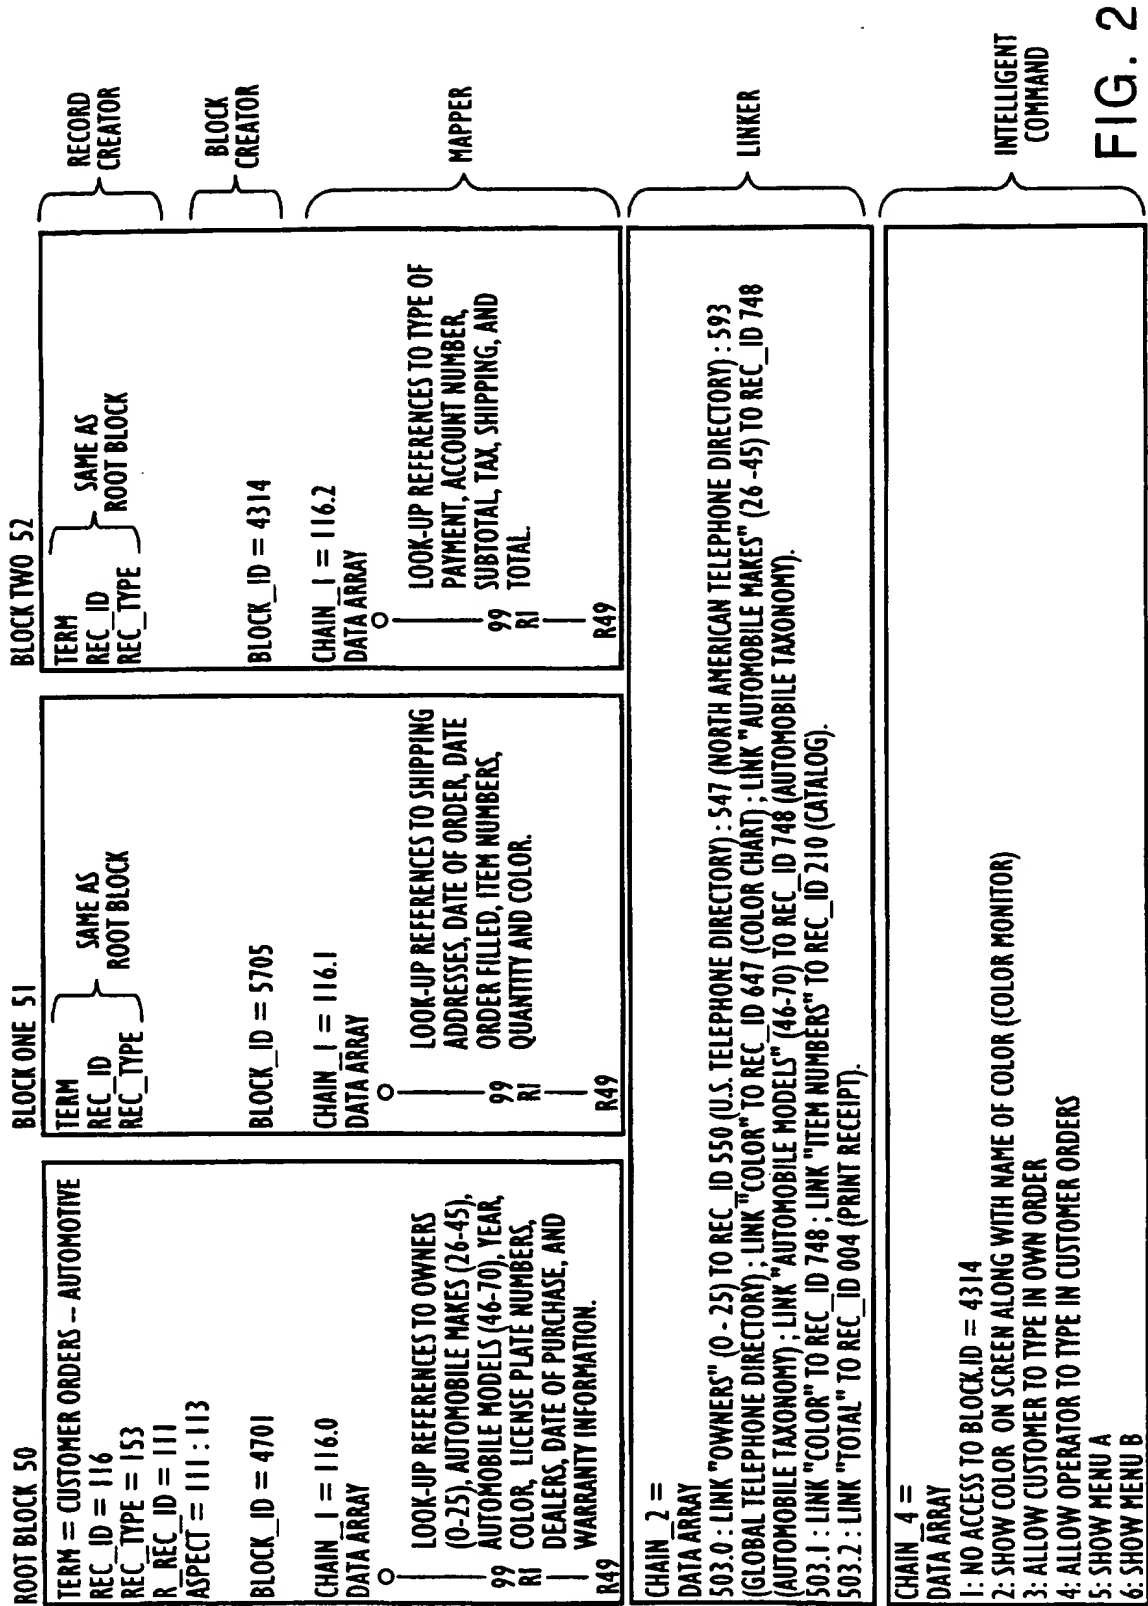 ROOT BLOCK 50
TERM = CUSTOMER ORDERS – AUTOMOTIVE
REC_ID = 116
REC_TYPE = 153
R_REC_ID = 111
ASPECT = 111 : 113
BLOCK_ID = 4701
CHAIN_1 = 116.0
DATA ARRAY
0
99
R1
R49
LOOK-UP REFERENCES TO OWNERS
(0-25), AUTOMOBILE MAKES (26-45),
AUTOMOBILE MODELS (46-70), YEAR,
COLOR, LICENSE PLATE NUMBERS,
DEALERS, DATE OF PURCHASE, AND
WARRANTY INFORMATION.
BLOCK ONE 51
TERM
REC_ID
REC_TYPE
SAME AS
ROOT BLOCK
BLOCK_ID = 5705
CHAIN_1 = 116.1
DATA ARRAY
0
99
R1
R49
LOOK-UP REFERENCES TO SHIPPING
ADDRESSES, DATE OF ORDER, DATE
ORDER FILLED, ITEM NUMBERS,
QUANTITY AND COLOR.
BLOCK TWO 52
TERM
REC_ID
REC_TYPE
SAME AS
ROOT BLOCK
BLOCK_ID = 4314
CHAIN_1 = 116.2
DATA ARRAY
0
99
R1
R49
LOOK-UP REFERENCES TO TYPE OF
PAYMENT, ACCOUNT NUMBER,
SUBTOTAL, TAX, SHIPPING, AND
TOTAL.
RECORD
CREATOR
BLOCK
CREATOR
MAPPER
CHAIN_2 =
DATA ARRAY
503.0 : LINK "OWNERS" (0 - 25) TO REC_ID 550 (U.S. TELEPHONE DIRECTORY) : 547 (NORTH AMERICAN TELEPHONE DIRECTORY) : 593
(GLOBAL TELEPHONE DIRECTORY) ; LINK "COLOR" TO REC_ID 647 (COLOR CHART) ; LINK "AUTOMOBILE MAKES" (26 -45) TO REC_ID 748
(AUTOMOBILE TAXONOMY) ; LINK "AUTOMOBILE MODELS" (46-70) TO REC_ID 748 (AUTOMOBILE TAXONOMY).
503.1 : LINK "COLOR" TO REC_ID 748 ; LINK "ITEM NUMBERS" TO REC_ID 210 (CATALOG).
503.2 : LINK "TOTAL" TO REC_ID 004 (PRINT RECEIPT).
LINKER
CHAIN_4 =
DATA ARRAY
1: NO ACCESS TO BLOCK.ID = 4314
2: SHOW COLOR ON SCREEN ALONG WITH NAME OF COLOR (COLOR MONITOR)
3: ALLOW CUSTOMER TO TYPE IN OWN ORDER
4: ALLOW OPERATOR TO TYPE IN CUSTOMER ORDERS
5: SHOW MENU A
6: SHOW MENU B
INTELLIGENT
COMMAND
FIG. 2